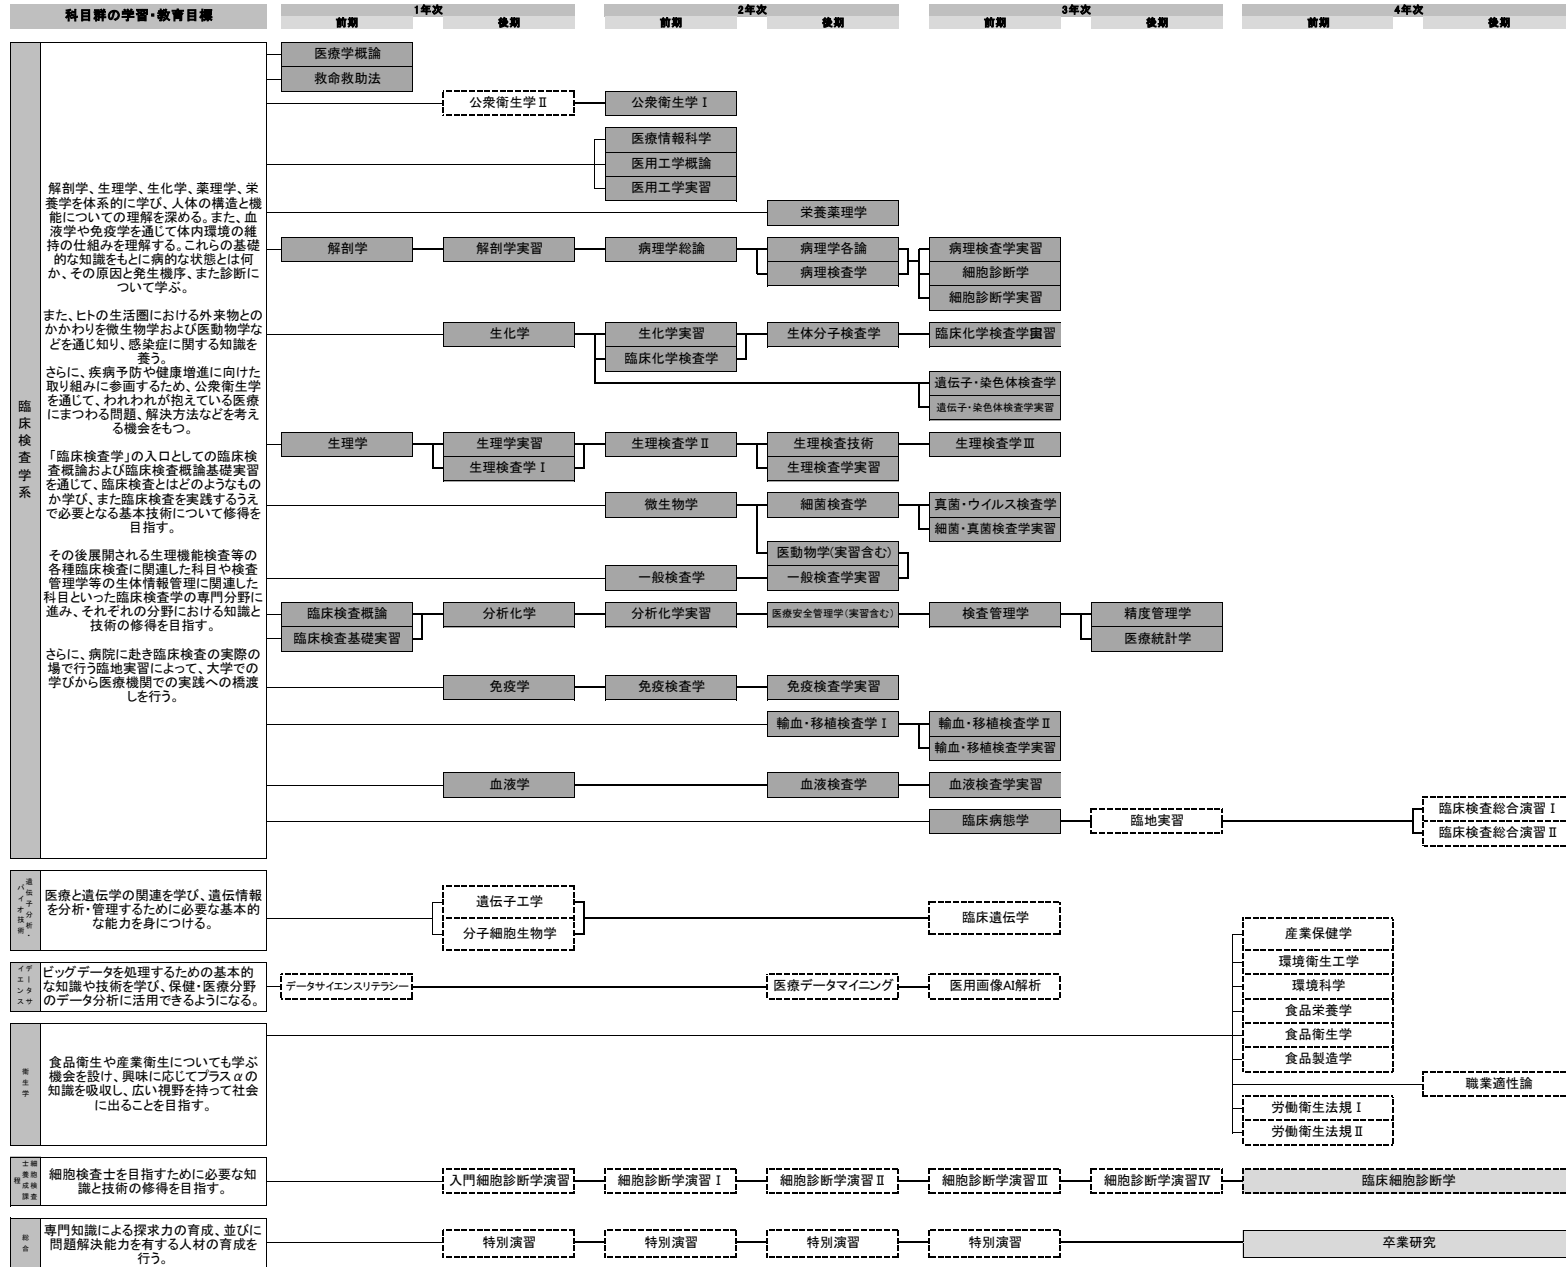 科目群の学習・教育目標
1年次
2年次
3年次
4年次
前期
後期
前期
後期
前期
後期
前期
後期
臨床検査学系
解剖学、生理学、生化学、薬理学、栄
養学を体系的に学び、人体の構造と機
能についての理解を深める。また、血
液学や免疫学を通じて体内環境の維
持の仕組みを理解する。これらの基礎
的な知識をもとに病的な状態とは何
か、その原因と発生機序、また診断に
ついて学ぶ。
また、ヒトの生活圏における外来物との
かかわりを微生物学および医動物学な
どを通じ知り、感染症に関する知識を
養う。
さらに、疾病予防や健康増進に向けた
取り組みに参画するため、公衆衛生学
を通じて、われわれが抱えている医療
にまつわる問題、解決方法などを考え
る機会をもつ。
「臨床検査学」の入口としての臨床検
査概論および臨床検査概論基礎実習
を通じて、臨床検査とはどのようなもの
か学び、また臨床検査を実践するうえ
で必要となる基本技術について修得を
目指す。
その後展開される生理機能検査等の
各種臨床検査に関連した科目や検査
管理学等の生体情報管理に関連した
科目といった臨床検査学の専門分野に
進み、それぞれの分野における知識と
技術の修得を目指す。
さらに、病院に赴き臨床検査の実際の
場で行う臨地実習によって、大学での
学びから医療機関での実践への橋渡
しを行う。
医療学概論
救命救助法
公衆衛生学Ⅱ
公衆衛生学Ⅰ
医療情報科学
医用工学概論
医用工学実習
栄養薬理学
解剖学
解剖学実習
病理学総論
病理学各論
病理検査学実習
病理検査学
細胞診断学
細胞診断学実習
生化学
生化学実習
生体分子検査学
臨床化学検査学実習
臨床化学検査学
遺伝子・染色体検査学
遺伝子・染色体検査学実習
生理学
生理学実習
生理検査学Ⅱ
生理検査技術
生理検査学Ⅲ
生理検査学Ⅰ
生理検査学実習
微生物学
細菌検査学
真菌・ウイルス検査学
細菌・真菌検査学実習
医動物学(実習含む)
一般検査学
一般検査学実習
臨床検査概論
分析化学
分析化学実習
医療安全管理学(実習含む)
検査管理学
精度管理学
臨床検査基礎実習
医療統計学
免疫学
免疫検査学
免疫検査学実習
輸血・移植検査学Ⅰ
輸血・移植検査学Ⅱ
輸血・移植検査学実習
血液学
血液検査学
血液検査学実習
臨床病態学
臨地実習
臨床検査総合演習Ⅰ
臨床検査総合演習Ⅱ
遺伝子分析・
バイオ技術
医療と遺伝学の関連を学び、遺伝情報
を分析・管理するために必要な基本的
な能力を身につける。
遺伝子工学
分子細胞生物学
臨床遺伝学
データサ
イエンス
ビッグデータを処理するための基本的
な知識や技術を学び、保健・医療分野
のデータ分析に活用できるようになる。
データサイエンスリテラシー
医療データマイニング
医用画像AI解析
衛生学
食品衛生や産業衛生についても学ぶ
機会を設け、興味に応じてプラスαの
知識を吸収し、広い視野を持って社会
に出ることを目指す。
産業保健学
環境衛生工学
環境科学
食品栄養学
食品衛生学
食品製造学
職業適性論
労働衛生法規Ⅰ
労働衛生法規Ⅱ
細胞検査
士養成課
程
細胞検査士を目指すために必要な知
識と技術の修得を目指す。
入門細胞診断学演習
細胞診断学演習Ⅰ
細胞診断学演習Ⅱ
細胞診断学演習Ⅲ
細胞診断学演習Ⅳ
臨床細胞診断学
総合
専門知識による探求力の育成、並びに
問題解決能力を有する人材の育成を
行う。
特別演習
特別演習
特別演習
特別演習
卒業研究